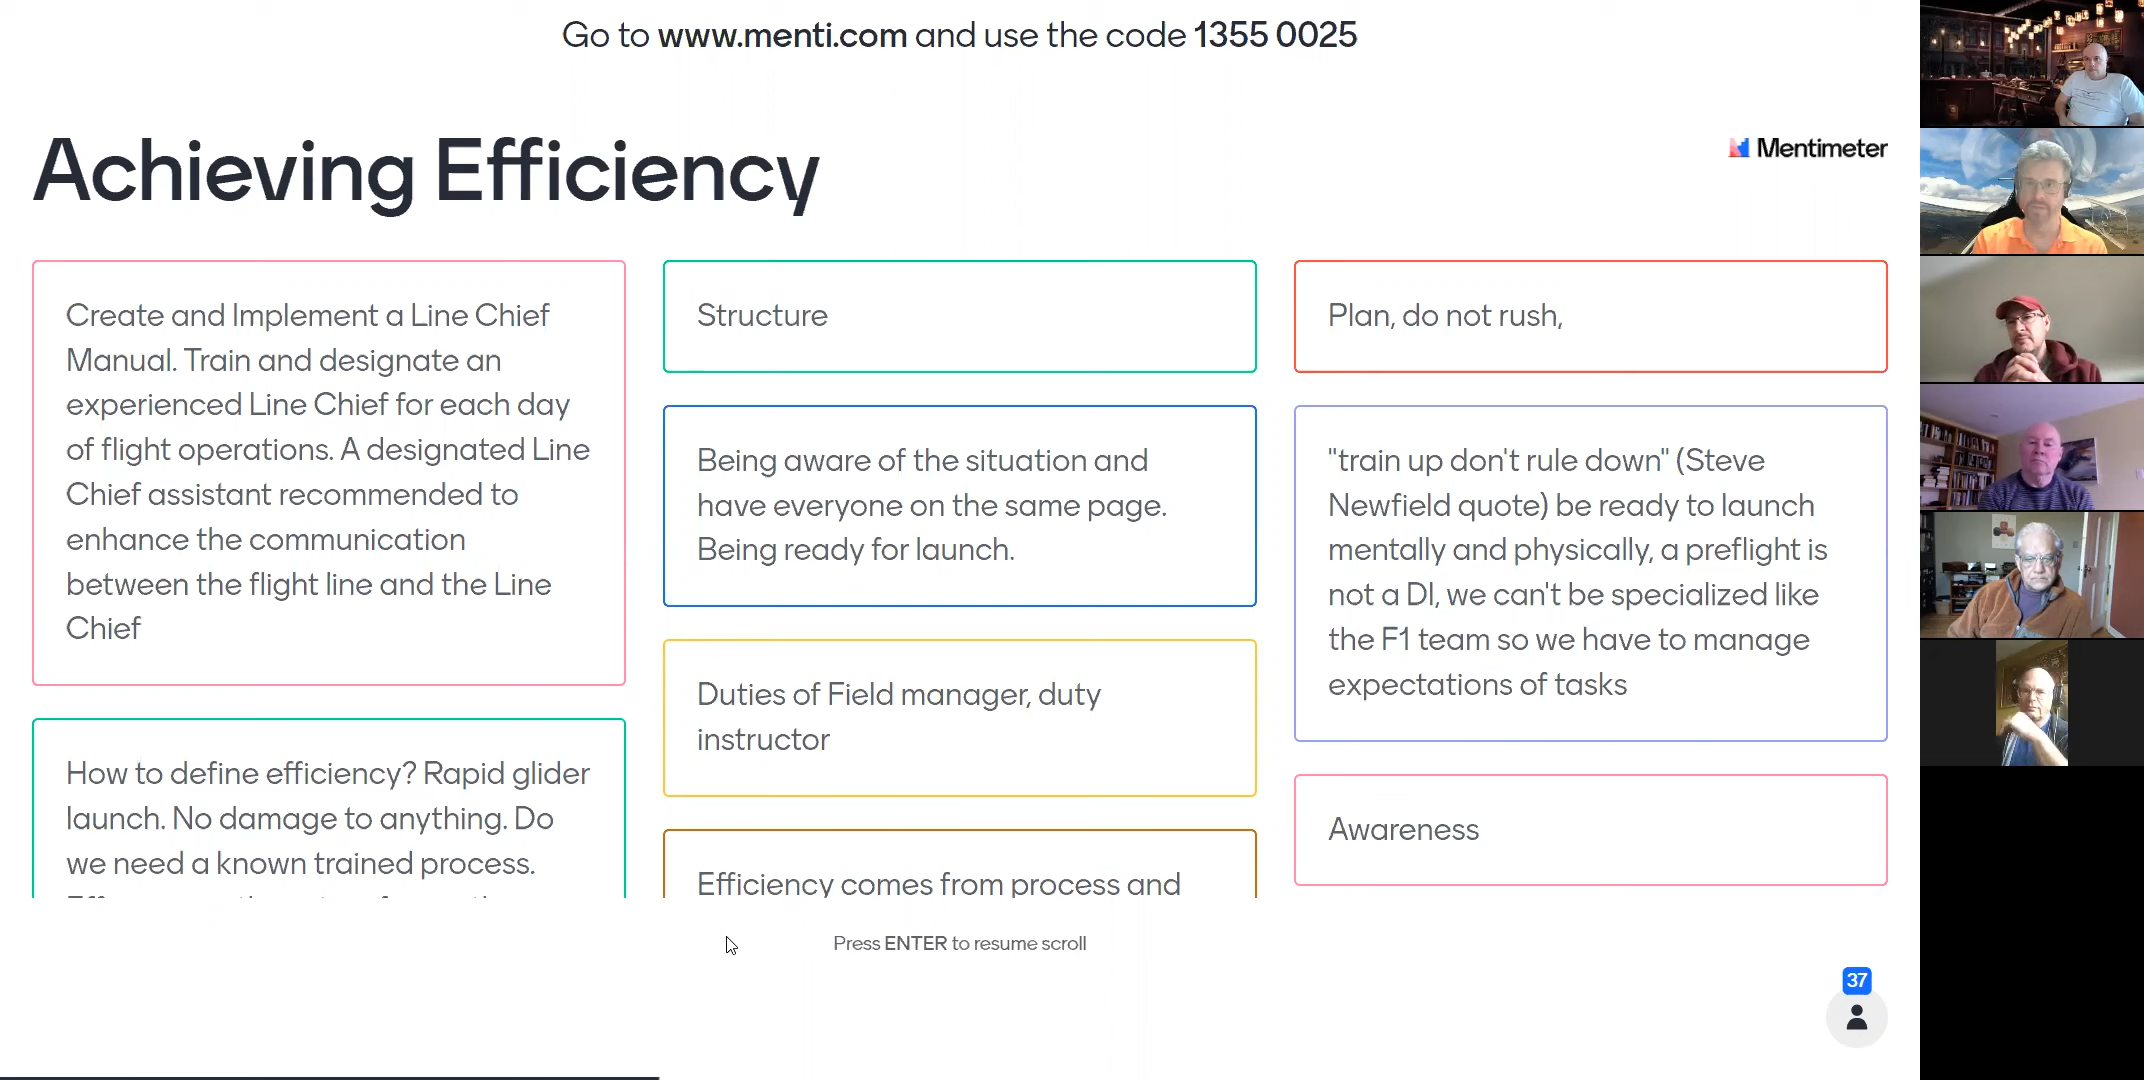 Go to www.menti.com and use the code 1355 0025
Achieving Efficiency
Mentimeter
Create and Implement a Line Chief
Manual. Train and designate an
experienced Line Chief for each day
of flight operations. A designated Line
Chief assistant recommended to
enhance the communication
between the flight line and the Line
Chief
How to define efficiency? Rapid glider
launch. No damage to anything. Do
we need a known trained process.
Structure
Being aware of the situation and
have everyone on the same page.
Being ready for launch.
Duties of Field manager, duty
instructor
Efficiency comes from process and
Plan, do not rush,
"train up don't rule down" (Steve
Newfield quote) be ready to launch
mentally and physically, a preflight is
not a DI, we can't be specialized like
the F1 team so we have to manage
expectations of tasks
Awareness
Press ENTER to resume scroll
37